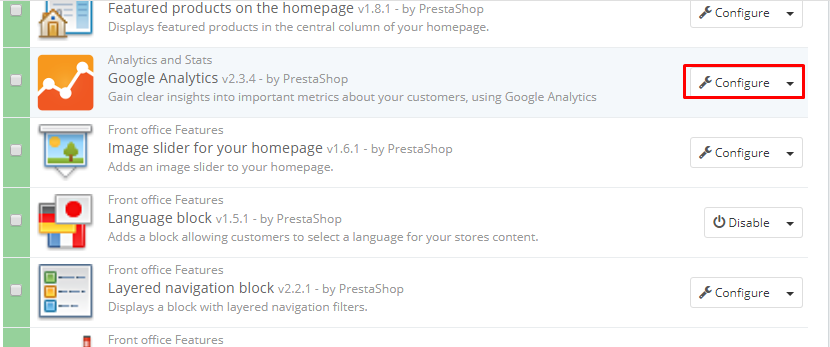 Featured products on the homepage v1.8.1 - by PrestaShop
Configure
Displays featured products in the central column of your homepage.
Analytics and Stats
Google Analytics v2.3.4 - by PrestaShop
Configure
Gain clear insights into important metrics about your customers, using Google Analytics
Front office Features
Image slider for your homepage v1.6.1 - by PrestaShop
Configure
Adds an image slider to your homepage.
Front office Features
Language block v1.5.1 - by PrestaShop
Disable
Adds a block allowing customers to select a language for your stores content.
Front office Features
Layered navigation block v2.2.1 - by PrestaShop
Configure
Displays a block with layered navigation filters.
Front office Features